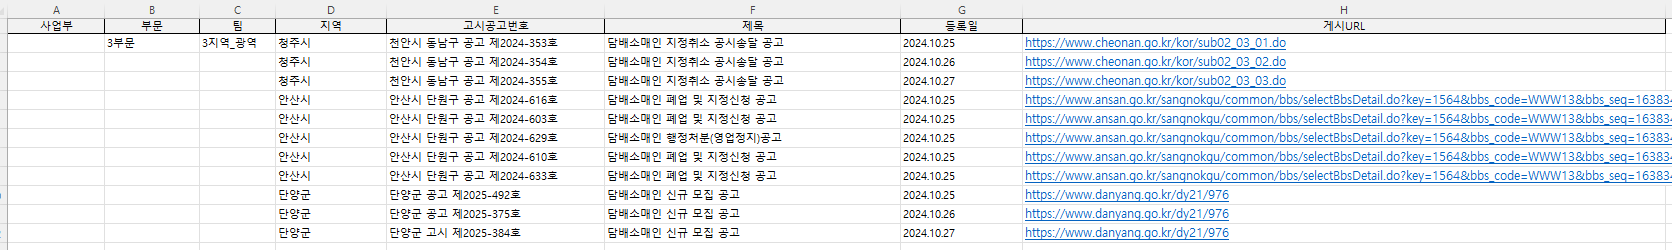 A B C D E F G H
사업부 부문 팀 지역 고시공고번호 제목 등록일 게시URL
3부문 3지역_광역 청주시 천안시 동남구 공고 제2024-353호 담배소매인 지정취소 공시송달 공고 2024.10.25 https://www.cheonan.go.kr/kor/sub02_03_01.do
청주시 천안시 동남구 공고 제2024-354호 담배소매인 지정취소 공시송달 공고 2024.10.26 https://www.cheonan.go.kr/kor/sub02_03_02.do
청주시 천안시 동남구 공고 제2024-355호 담배소매인 지정취소 공시송달 공고 2024.10.27 https://www.cheonan.go.kr/kor/sub02_03_03.do
안산시 안산시 단원구 공고 제2024-616호 담배소매인 폐업 및 지정신청 공고 2024.10.25 https://www.ansan.go.kr/sangnokgu/common/bbs/selectBbsDetail.do?key=1564&bbs_code=WWW13&bbs_seq=16383
안산시 안산시 단원구 공고 제2024-603호 담배소매인 폐업 및 지정신청 공고 2024.10.25 https://www.ansan.go.kr/sangnokgu/common/bbs/selectBbsDetail.do?key=1564&bbs_code=WWW13&bbs_seq=16383
안산시 안산시 단원구 공고 제2024-629호 담배소매인 행정처분(영업정지)공고 2024.10.25 https://www.ansan.go.kr/sangnokgu/common/bbs/selectBbsDetail.do?key=1564&bbs_code=WWW13&bbs_seq=16383
안산시 안산시 단원구 공고 제2024-610호 담배소매인 폐업 및 지정신청 공고 2024.10.25 https://www.ansan.go.kr/sangnokgu/common/bbs/selectBbsDetail.do?key=1564&bbs_code=WWW13&bbs_seq=16383
안산시 안산시 단원구 공고 제2024-633호 담배소매인 폐업 및 지정신청 공고 2024.10.25 https://www.ansan.go.kr/sangnokgu/common/bbs/selectBbsDetail.do?key=1564&bbs_code=WWW13&bbs_seq=16383
단양군 단양군 공고 제2025-492호 담배소매인 신규 모집 공고 2024.10.25 https://www.danyang.go.kr/dy21/976
단양군 단양군 공고 제2025-375호 담배소매인 신규 모집 공고 2024.10.26 https://www.danyang.go.kr/dy21/976
단양군 단양군 고시 제2025-384호 담배소매인 신규 모집 공고 2024.10.27 https://www.danyang.go.kr/dy21/976